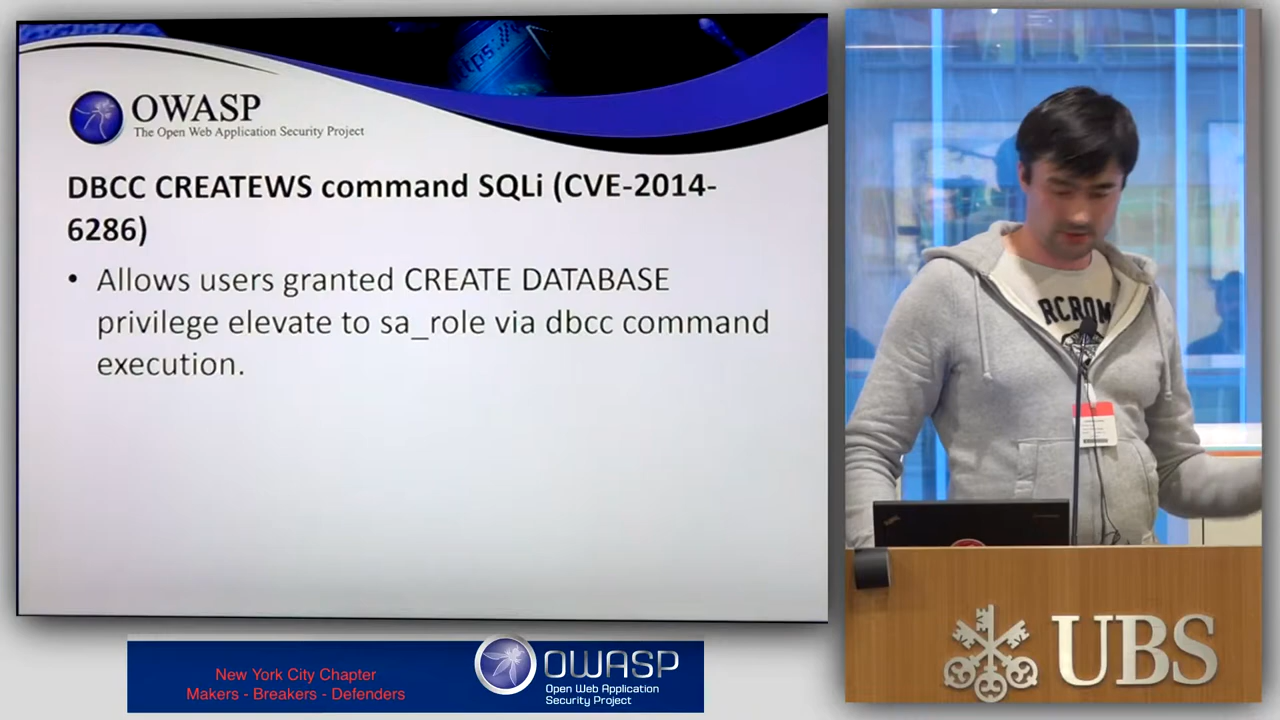 https:
OWASP
The Open Web Application Security Project
DBCC CREATEWS command SQLi (CVE-2014-
6286)
• Allows users granted CREATE DATABASE
privilege elevate to sa_role via dbcc command
execution.
RCROM
UBS
New York City Chapter
Makers - Breakers - Defenders
OWASP
Open Web Application
Security Project